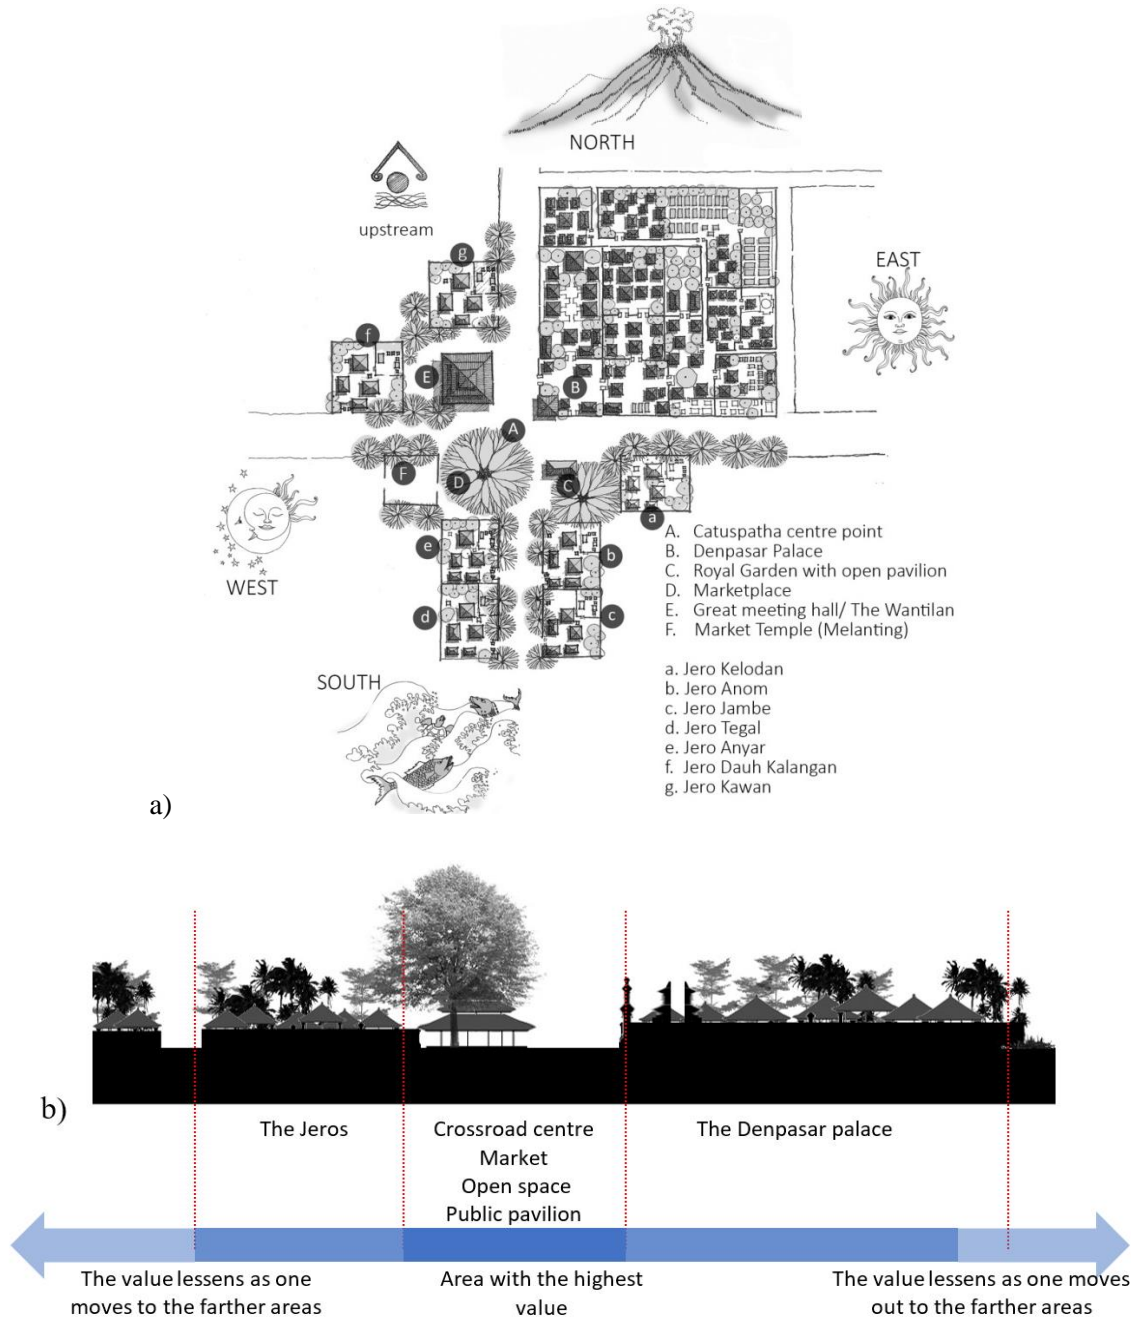 NORTH
upstream
g
EAST
f
E
B
A
F
D
C
a
e
b
d
c
WEST
SOUTH
A. Catuspatha centre point
B. Denpasar Palace
C. Royal Garden with open pavilion
D. Marketplace
E. Great meeting hall/ The Wantilan
F. Market Temple (Melanting)
a. Jero Kelodan
b. Jero Anom
c. Jero Jambe
d. Jero Tegal
e. Jero Anyar
f. Jero Dauh Kalangan
g. Jero Kawan
a)
b)
The Jeros
Crossroad centre
Market
Open space
Public pavilion
The Denpasar palace
The value lessens as one
moves to the farther areas
Area with the highest
value
The value lessens as one moves
out to the farther areas